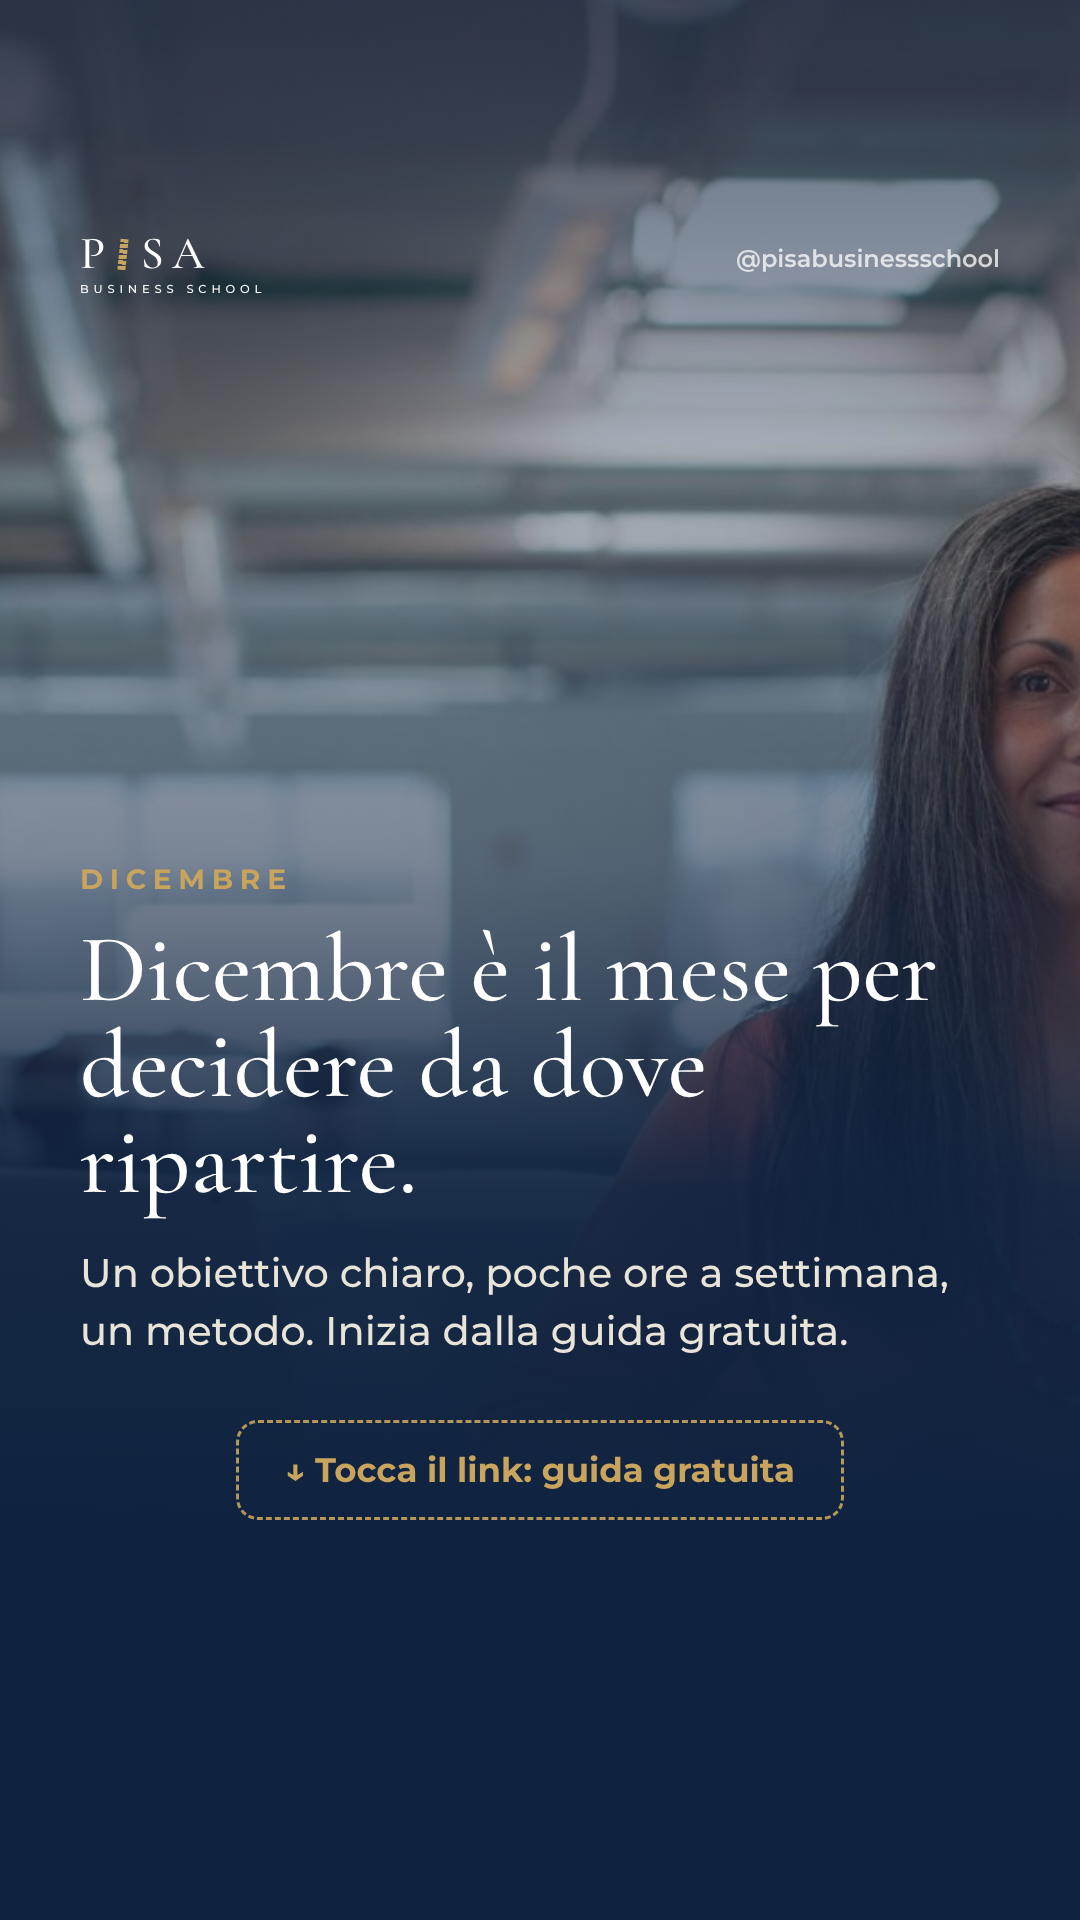 PISA
BUSINESS SCHOOL
@pisabusinessschool
DICEMBRE
Dicembre è il mese per
decidere da dove
ripartire.
Un obiettivo chiaro, poche ore a settimana,
un metodo. Inizia dalla guida gratuita.
↓ Tocca il link: guida gratuita